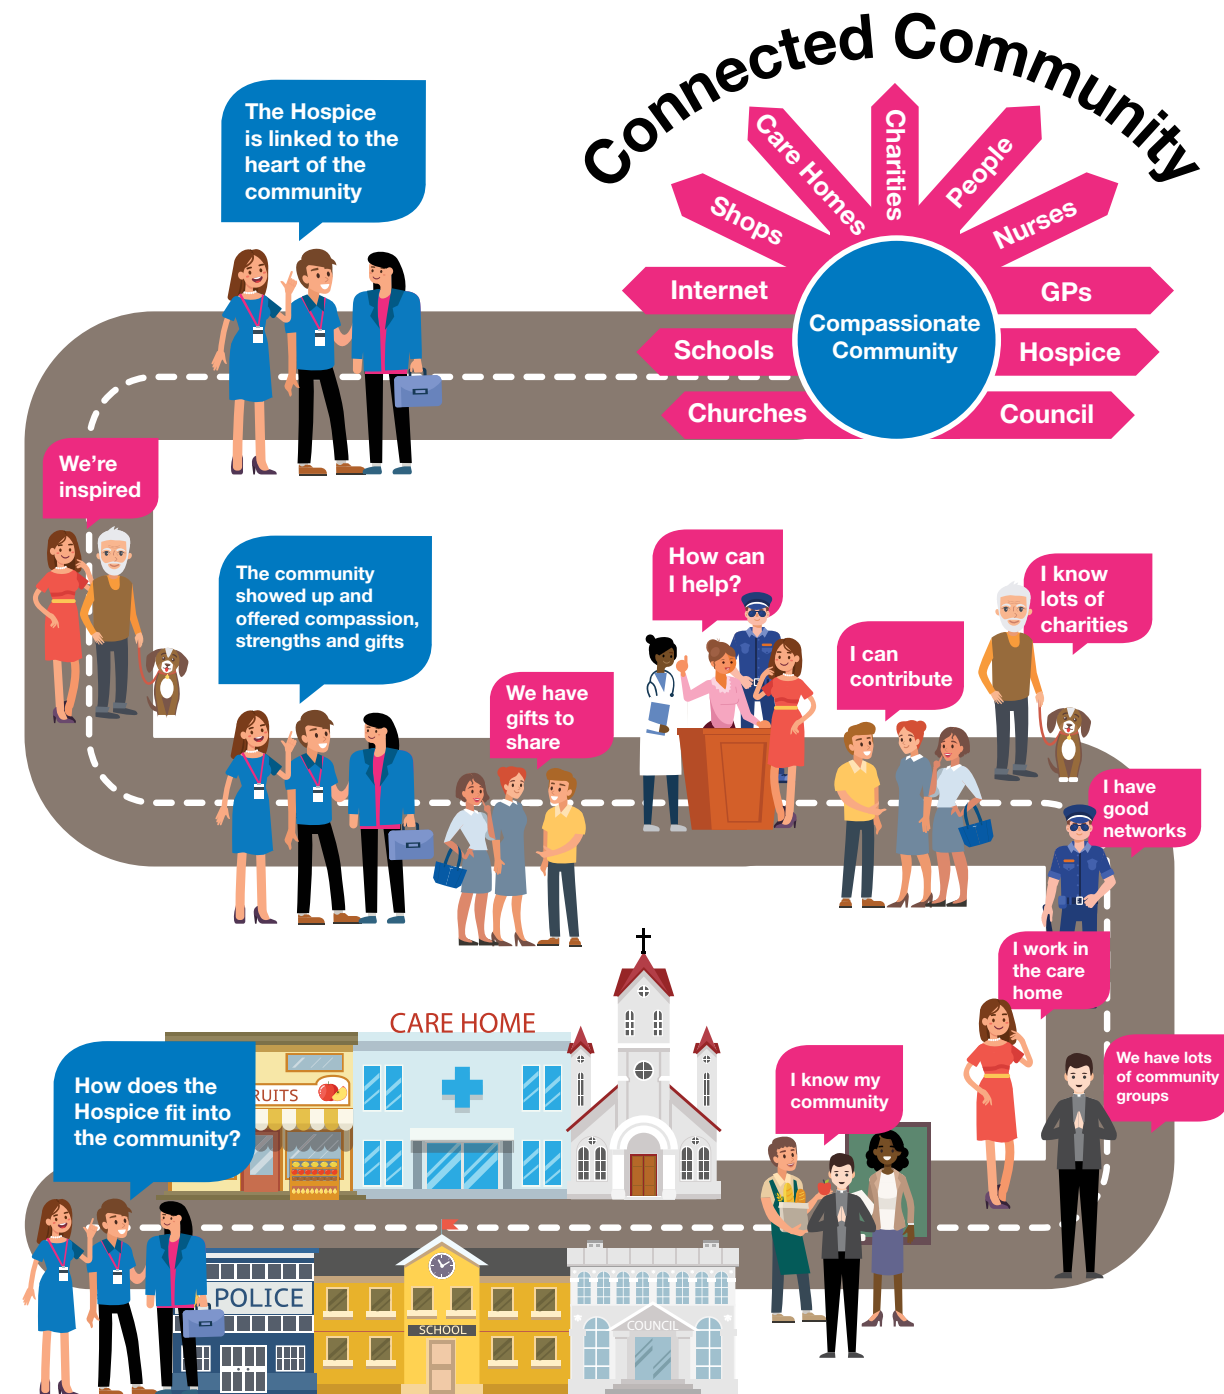 Connected Community
The Hospice
is linked to the
heart of the
community
Care Homes
Charities
People
Shops
Nurses
Internet
GPs
Compassionate
Community
Schools
Hospice
Churches
Council
We're
inspired
The community
showed up and
offered compassion,
strengths and gifts
We have
gifts to
share
How can
I help?
I can
contribute
I know
lots of
charities
I have
good
networks
I work in
the care
home
We have lots
of community
groups
I know my
community
CARE HOME
RUITS
How does the
Hospice fit into
the community?
POLICE
SCHOOL
COUNCIL